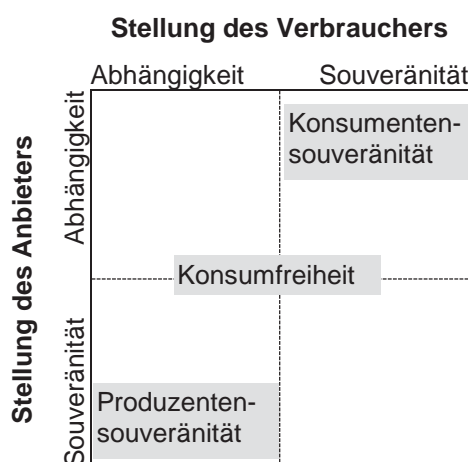 Stellung des Verbrauchers
Abhängigkeit
Souveränität
Stellung des Anbieters
Abhängigkeit
Souveränität
Konsumenten-
souveränität
Konsumfreiheit
Produzenten-
souveränität